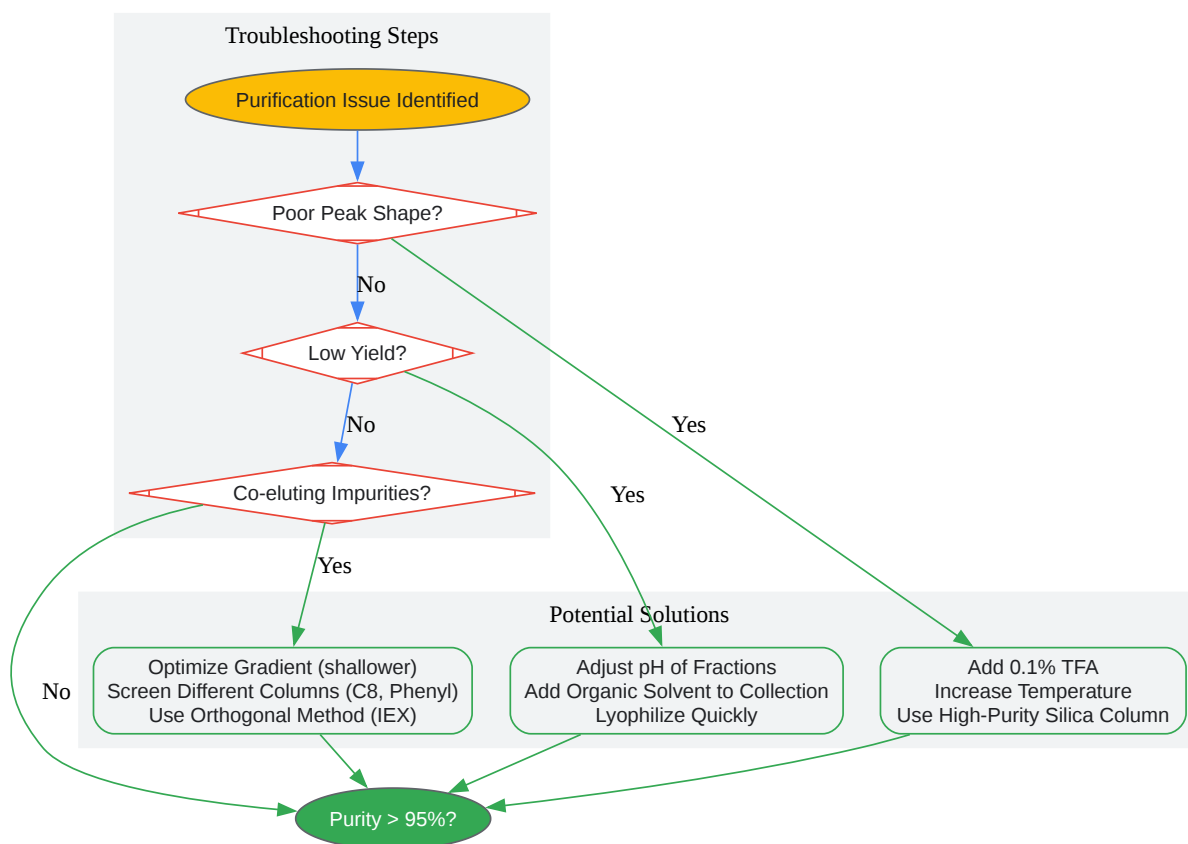 Troubleshooting Steps
Purification Issue Identified
Poor Peak Shape?
No
Low Yield?
No
Yes
Co-eluting Impurities?
Yes
Yes
Potential Solutions
No
Optimize Gradient (shallower)
Screen Different Columns (C8, Phenyl)
Use Orthogonal Method (IEX)
Adjust pH of Fractions
Add Organic Solvent to Collection
Lyophilize Quickly
Add 0.1% TFA
Increase Temperature
Use High-Purity Silica Column
Purity > 95%?